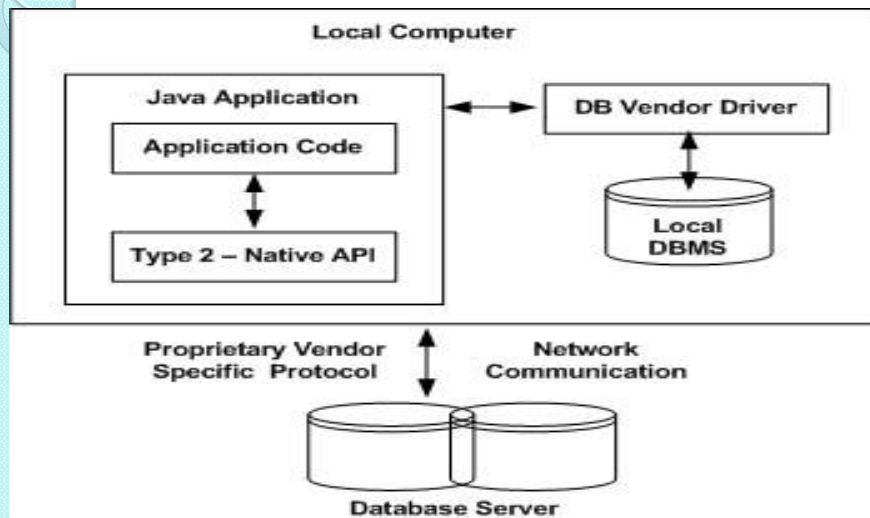 Local Computer
Java Application
DB Vendor Driver
Application Code
Local
DBMS
Type 2 – Native API
Proprietary Vendor
Specific Protocol
Network
Communication
Database Server